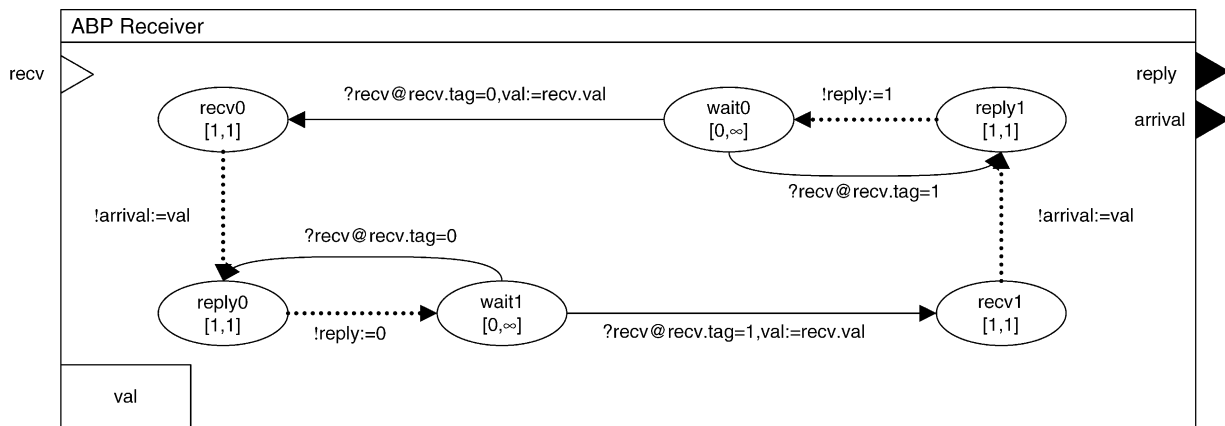 ABP Receiver
recv
reply
arrival
?recv@recv.tag=0,val:=recv.val
!reply:=1
recv0
[1,1]
wait0
[0,∞]
reply1
[1,1]
?recv@recv.tag=1
!arrival:=val
!arrival:=val
?recv@recv.tag=0
reply0
[1,1]
wait1
[0,∞]
recv1
[1,1]
!reply:=0
?recv@recv.tag=1,val:=recv.val
val